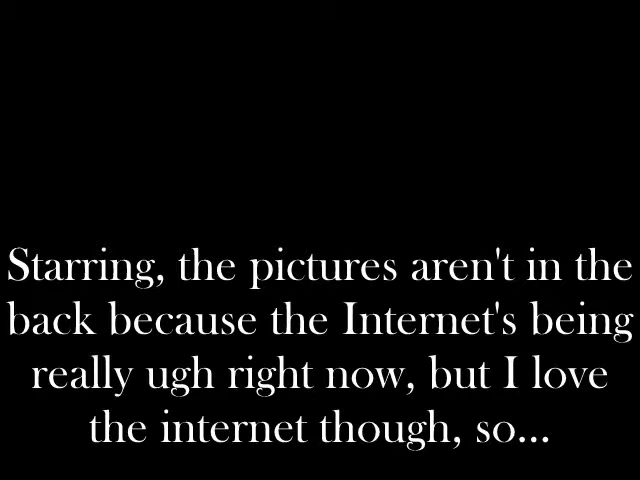 Starring, the pictures aren't in the
back because the Internet's being
really ugh right now, but I love
the internet though, so...